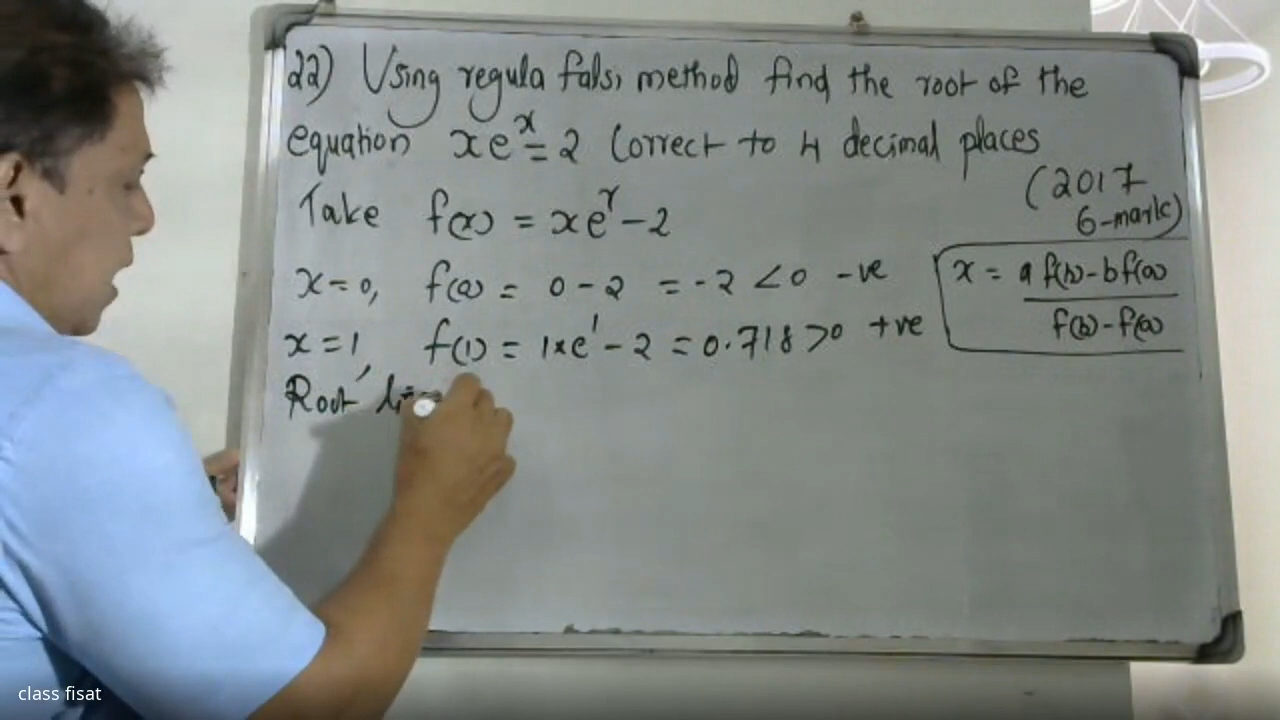 22) Using regula falsi method find the root of the
equation xe^x = 2 Correct to 4 decimal places
(2017
6-mark)
Take f(x) = xe^x - 2
x=0, f(0) = 0 - 2 = -2 < 0 -ve
x = 1, f(1) = 1×e^1 - 2 = 0.718 > 0 +ve
x = a f(b) - b f(a)
f(b) - f(a)
Root
class fisat